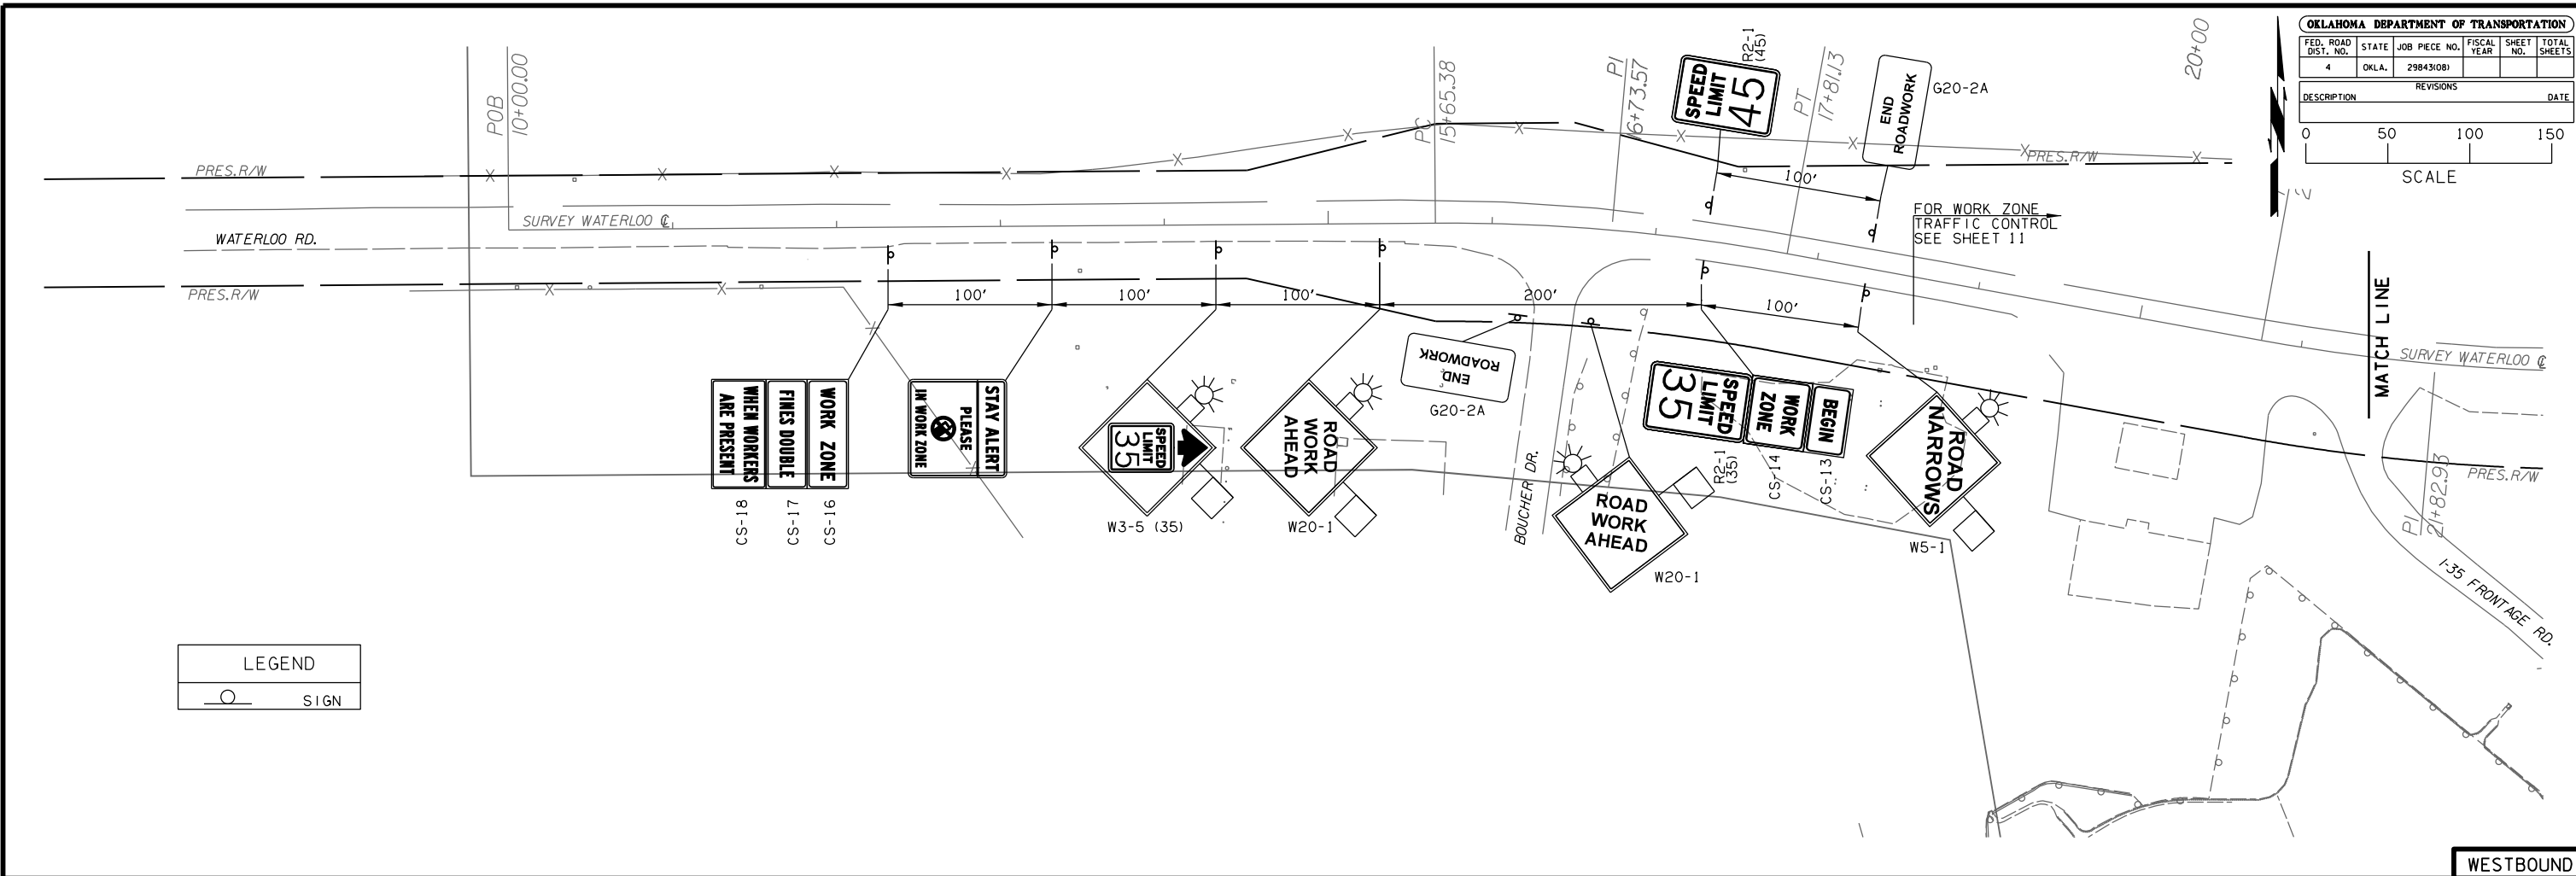 OKLAHOMA DEPARTMENT OF TRANSPORTATION
FED. ROAD DIST. NO.
STATE
JOB PIECE NO.
FISCAL YEAR
SHEET NO.
TOTAL SHEETS
4
OKLA.
29843(08)
REVISIONS
DESCRIPTION
DATE
0
50
100
150
SCALE
20+00
POB
10+00.00
PC
15+65.38
PI
6+73.57
SPEED
LIMIT
45
R2-1
(45)
PT
17+81.13
END
ROADWORK
G20-2A
PRES.R/W
PRES.R/W
100'
SURVEY WATERLOO ℄
WATERLOO RD.
FOR WORK ZONE
TRAFFIC CONTROL
SEE SHEET 11
PRES.R/W
100'
100'
100'
200'
100'
MATCH LINE
SURVEY WATERLOO ℄
WORK ZONE
FINES DOUBLE
WHEN WORKERS
ARE PRESENT
CS-18
CS-17
CS-16
STAY ALERT
PLEASE
IN WORK ZONE
SPEED
LIMIT
35
W3-5 (35)
ROAD
WORK
AHEAD
W20-1
END
ROADWORK
G20-2A
BOUCHER DR.
ROAD
WORK
AHEAD
W20-1
SPEED
LIMIT
35
R2-1
(35)
WORK
ZONE
CS-14
BEGIN
CS-13
ROAD
NARROWS
W5-1
PRES.R/W
PI
21+82.93
I-35 FRONTAGE RD.
LEGEND
SIGN
WESTBOUND